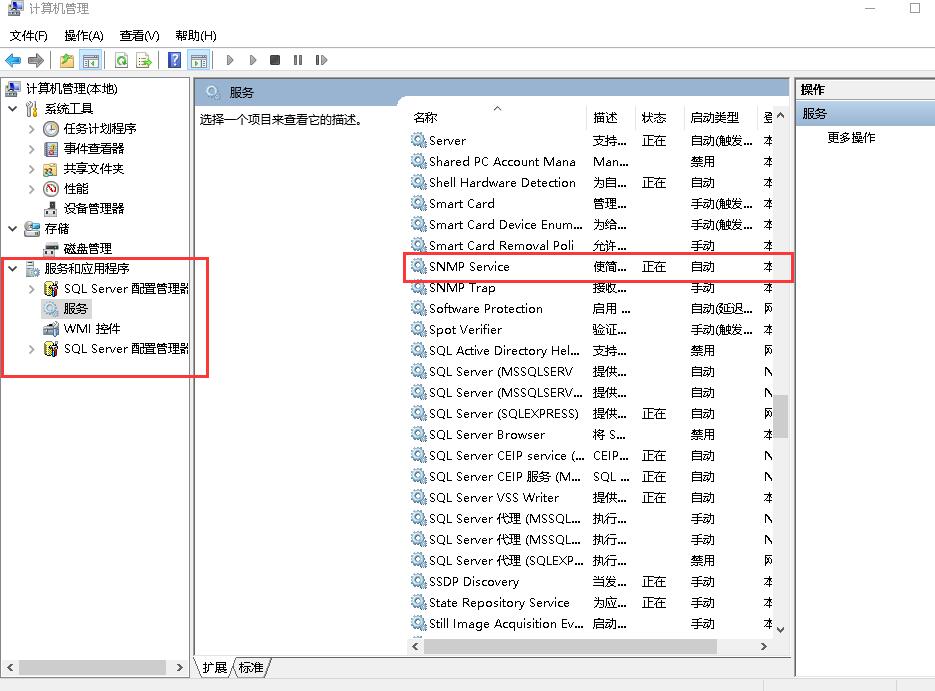 计算机管理
文件(F) 操作(A) 查看(V) 帮助(H)
计算机管理(本地)
系统工具
任务计划程序
事件查看器
共享文件夹
性能
设备管理器
存储
磁盘管理
服务和应用程序
SQL Server 配置管理器
服务
WMI 控件
SQL Server 配置管理器
服务
选择一个项目来查看它的描述。
名称 描述 状态 启动类型 登
Server 支持... 正在 自动(触发... 本
Shared PC Account Mana Man... 禁用 本
Shell Hardware Detection 为自... 正在 自动 本
Smart Card 管理... 手动(触发... 本
Smart Card Device Enum... 为给... 手动(触发... 本
Smart Card Removal Poli 允许... 手动 本
SNMP Service 使简... 正在 自动 本
SNMP Trap 接收... 手动 本
Software Protection 启用 ... 自动(延迟... 网
Spot Verifier 验证... 手动(触发... 本
SQL Active Directory Hel... 支持... 禁用 网
SQL Server (MSSQLSERV 提供... 自动 N
SQL Server (MSSQLSERV... 提供... 自动 N
SQL Server (SQLEXPRESS) 提供... 正在 自动 网
SQL Server Browser 将 S... 禁用 本
SQL Server CEIP service (... CEIP... 正在 自动 N
SQL Server CEIP 服务 (M... SQL ... 正在 自动 N
SQL Server VSS Writer 提供... 正在 自动 本
SQL Server 代理 (MSSQL... 执行... 手动 N
SQL Server 代理 (MSSQL... 执行... 手动 N
SQL Server 代理 (SQLEXP... 执行... 禁用 网
SSDP Discovery 当发... 正在 手动 本
State Repository Service 为应... 正在 手动 本
Still Image Acquisition Ev... 启动... 手动 本
扩展 标准
操作
服务
更多操作